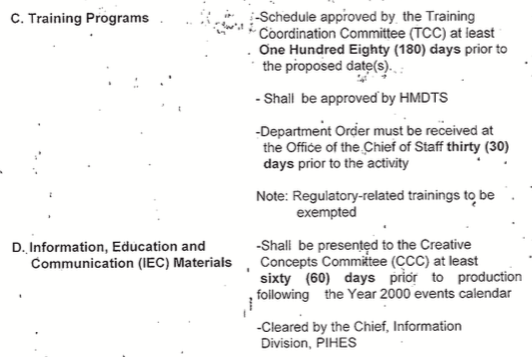 C. Training Programs
-Schedule approved by the Training
Coordination Committee (TCC) at least
One Hundred Eighty (180) days prior to
the proposed date(s).
- Shall be approved by HMDTS
-Department Order must be received at
the Office of the Chief of Staff thirty (30)
days prior to the activity
Note: Regulatory-related trainings to be
exempted
D. Information, Education and
Communication (IEC) Materials
-Shall be presented to the Creative
Concepts Committee (CCC) at least
sixty (60) days prior to production
following the Year 2000 events calendar
-Cleared by the Chief, Information
Division, PIHES